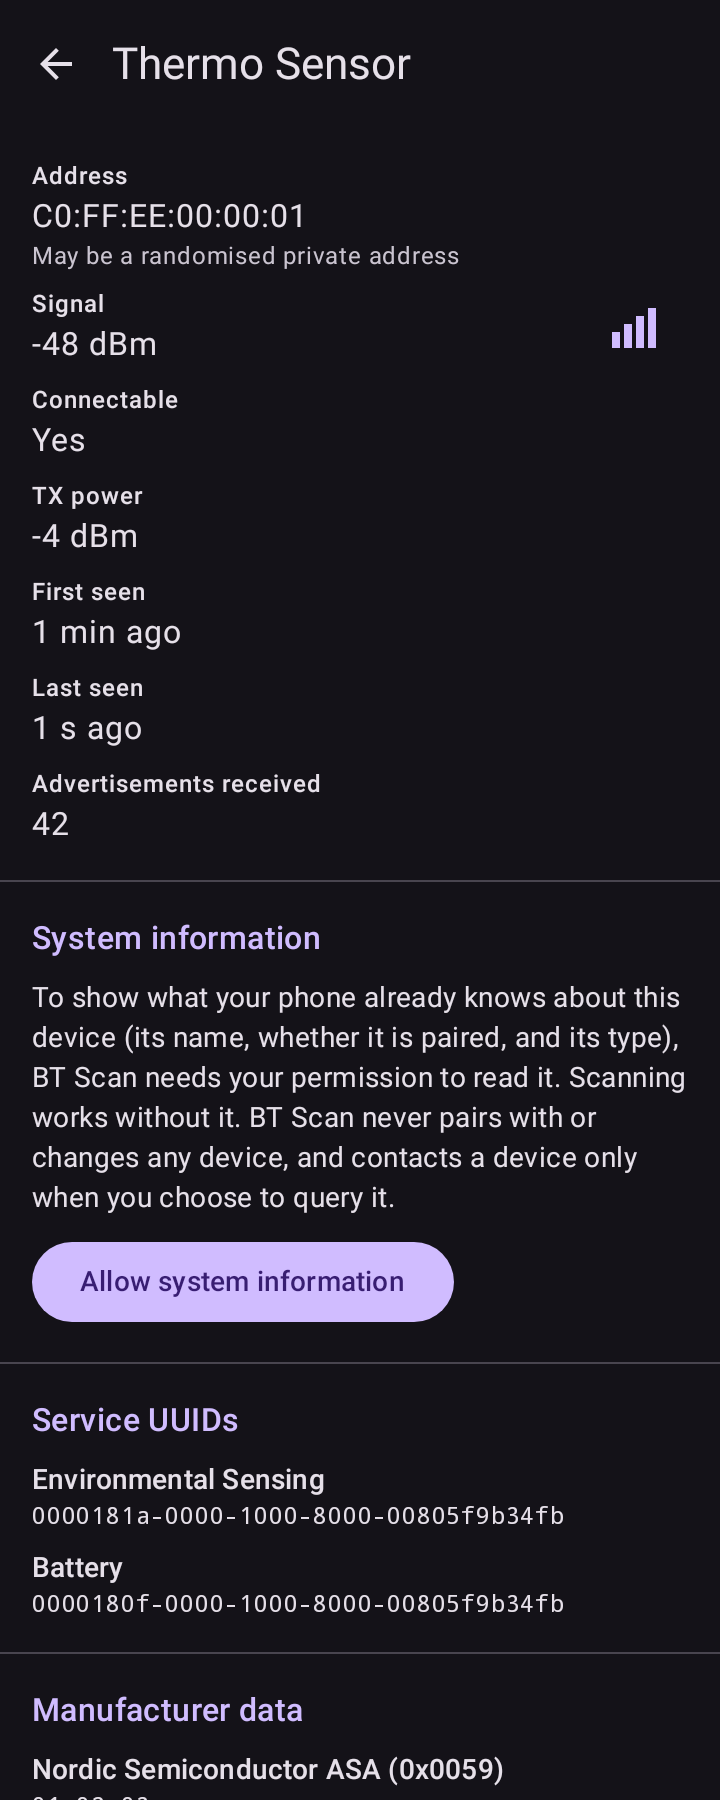 Thermo Sensor
Address
C0:FF:EE:00:00:01
May be a randomised private address
Signal
-48 dBm
Connectable
Yes
TX power
-4 dBm
First seen
1 min ago
Last seen
1 s ago
Advertisements received
42
System information
To show what your phone already knows about this
device (its name, whether it is paired, and its type),
BT Scan needs your permission to read it. Scanning
works without it. BT Scan never pairs with or
changes any device, and contacts a device only
when you choose to query it.
Allow system information
Service UUIDs
Environmental Sensing
0000181a-0000-1000-8000-00805f9b34fb
Battery
0000180f-0000-1000-8000-00805f9b34fb
Manufacturer data
Nordic Semiconductor ASA (0x0059)